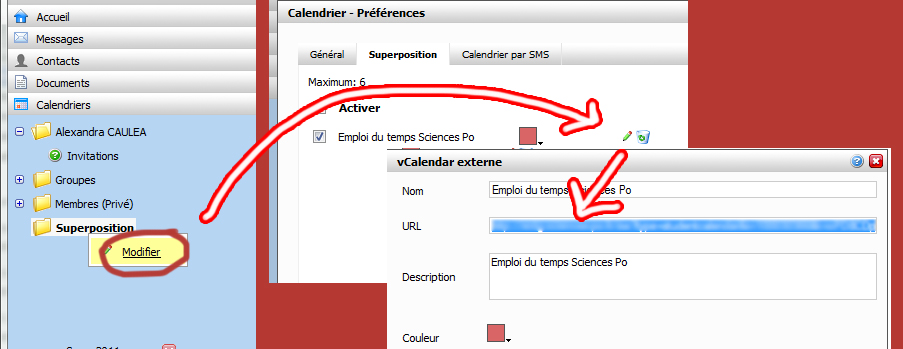 Accueil
Messages
Contacts
Documents
Calendriers
Alexandra CAULEA
Invitations
Groupes
Membres (Privé)
Superposition
Modifier
Calendrier - Préférences
Général
Superposition
Calendrier par SMS
Maximum: 6
Activer
Emploi du temps Sciences Po
vCalendar externe
Nom
Emploi du temps Sciences Po
URL
Description
Emploi du temps Sciences Po
Couleur